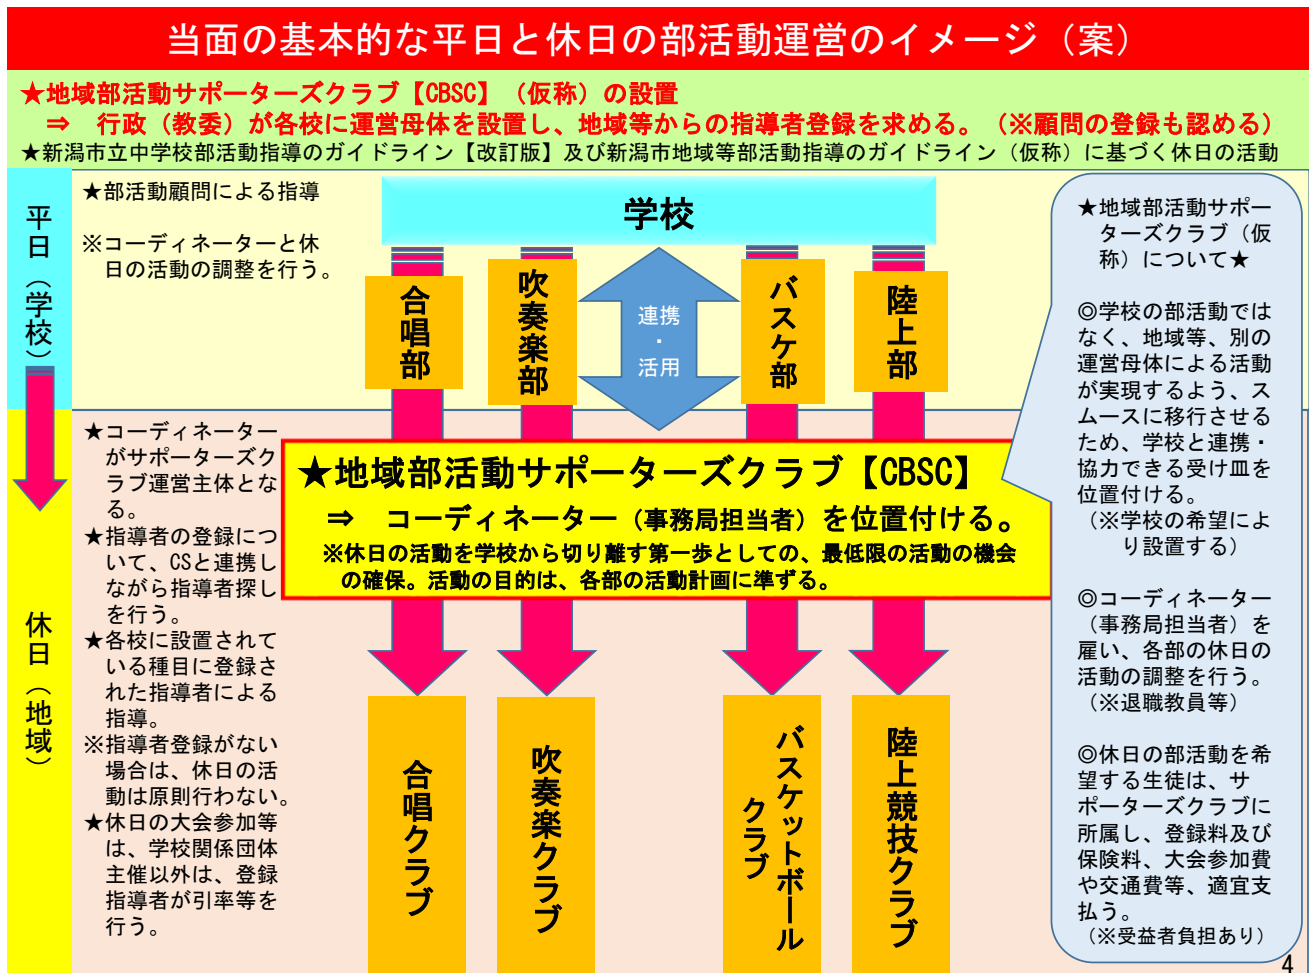 当面の基本的な平日と休日の部活動運営のイメージ（案）
★地域部活動サポーターズクラブ【CBSC】（仮称）の設置
⇒　行政（教委）が各校に運営母体を設置し、地域等からの指導者登録を求める。（※顧問の登録も認める）
★新潟市立中学校部活動指導のガイドライン【改訂版】及び新潟市地域等部活動指導のガイドライン（仮称）に基づく休日の活動
平日（学校）
★部活動顧問による指導
※コーディネーターと休
日の活動の調整を行う。
学校
合唱部
吹奏楽部
連携
・
活用
バスケ部
陸上部
休日（地域）
★コーディネーター
がサポーターズク
ラブ運営主体とな
る。
★指導者の登録につ
いて、CSと連携し
ながら指導者探し
を行う。
★各校に設置されて
いる種目に登録さ
れた指導者による
指導。
※指導者登録がない
場合は、休日の活
動は原則行わない。
★休日の大会参加等
は、学校関係団体
主催以外は、登録
指導者が引率等を
行う。
★地域部活動サポーターズクラブ【CBSC】
⇒　コーディネーター（事務局担当者）を位置付ける。
※休日の活動を学校から切り離す第一歩としての、最低限の活動の機会
の確保。活動の目的は、各部の活動計画に準ずる。
合唱クラブ
吹奏楽クラブ
バスケットボール
クラブ
陸上競技クラブ
★地域部活動サポー
ターズクラブ（仮
称）について★
◎学校の部活動では
なく、地域等、別の
運営母体による活動
が実現するよう、ス
ムースに移行させる
ため、学校と連携・
協力できる受け皿を
位置付ける。
（※学校の希望によ
り設置する）
◎コーディネーター
（事務局担当者）を
雇い、各部の休日の
活動の調整を行う。
（※退職教員等）
◎休日の部活動を希
望する生徒は、サ
ポーターズクラブに
所属し、登録料及び
保険料、大会参加費
や交通費等、適宜支
払う。
（※受益者負担あり）
4